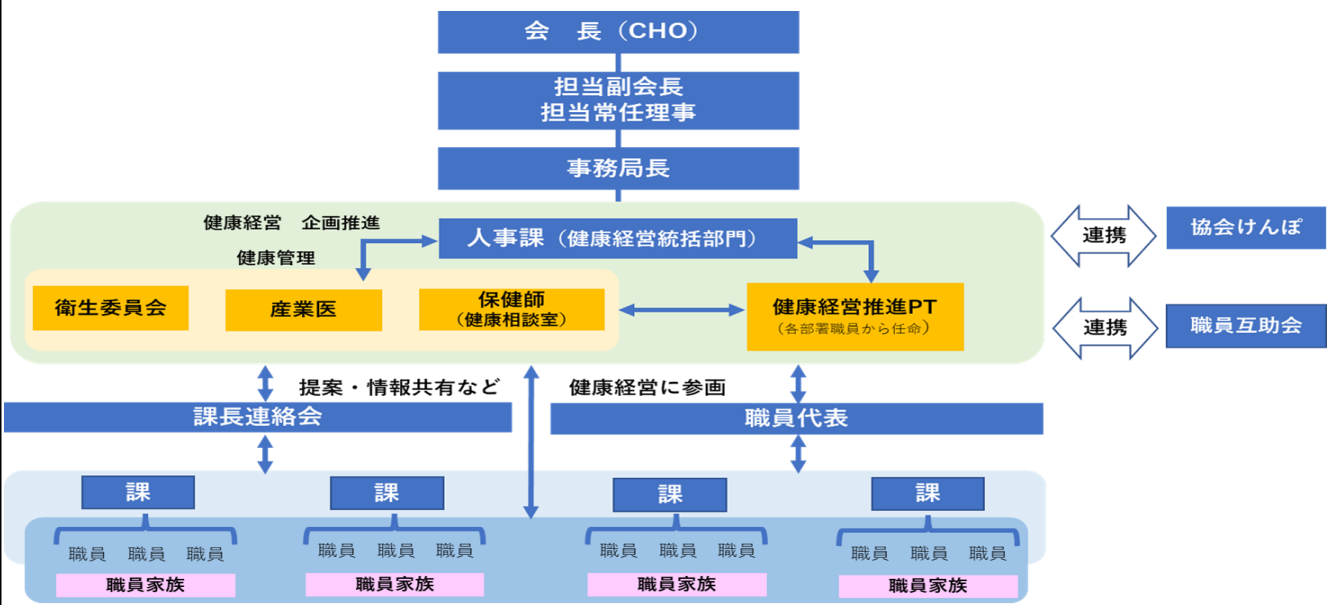 会　長（CHO）
担当副会長
担当常任理事
事務局長
健康経営　企画推進
人事課（健康経営統括部門）
連携
協会けんぽ
健康管理
衛生委員会
産業医
保健師
（健康相談室）
健康経営推進PT
（各部署職員から任命）
連携
職員互助会
提案・情報共有など
健康経営に参画
課長連絡会
職員代表
課
課
課
課
職員　職員　職員
職員　職員　職員
職員　職員　職員
職員　職員　職員
職員家族
職員家族
職員家族
職員家族